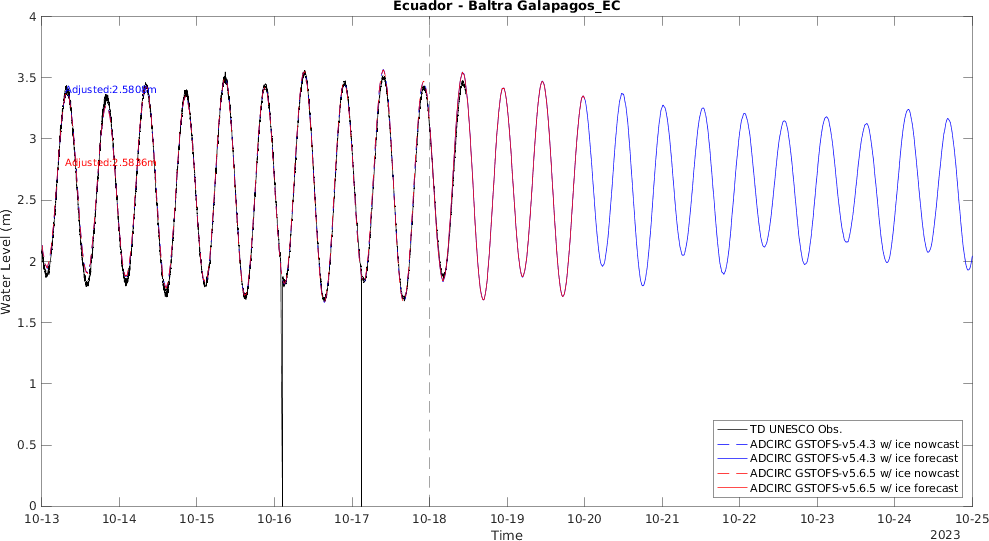 Ecuador - Baltra Galapagos_EC
Water Level (m)
4
3.5
3
2.5
2
1.5
1
0.5
0
Adjusted:2.5808m
Adjusted:2.5836m
TD UNESCO Obs.
ADCIRC GSTOFS-v5.4.3 w/ ice nowcast
ADCIRC GSTOFS-v5.4.3 w/ ice forecast
ADCIRC GSTOFS-v5.6.5 w/ ice nowcast
ADCIRC GSTOFS-v5.6.5 w/ ice forecast
10-13 10-14 10-15 10-16 10-17 10-18 10-19 10-20 10-21 10-22 10-23 10-24 10-25
Time
2023